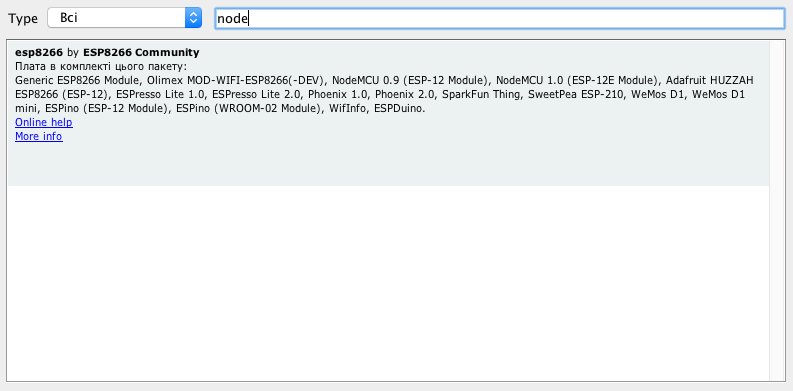 Type Всі node
esp8266 by ESP8266 Community
Плата в комплекті цього пакету:
Generic ESP8266 Module, Olimex MOD-WIFI-ESP8266(-DEV), NodeMCU 0.9 (ESP-12 Module), NodeMCU 1.0 (ESP-12E Module), Adafruit HUZZAH
ESP8266 (ESP-12), ESPresso Lite 1.0, ESPresso Lite 2.0, Phoenix 1.0, Phoenix 2.0, SparkFun Thing, SweetPea ESP-210, WeMos D1, WeMos D1
mini, ESPino (ESP-12 Module), ESPino (WROOM-02 Module), WifInfo, ESPDuino.
Online help
More info